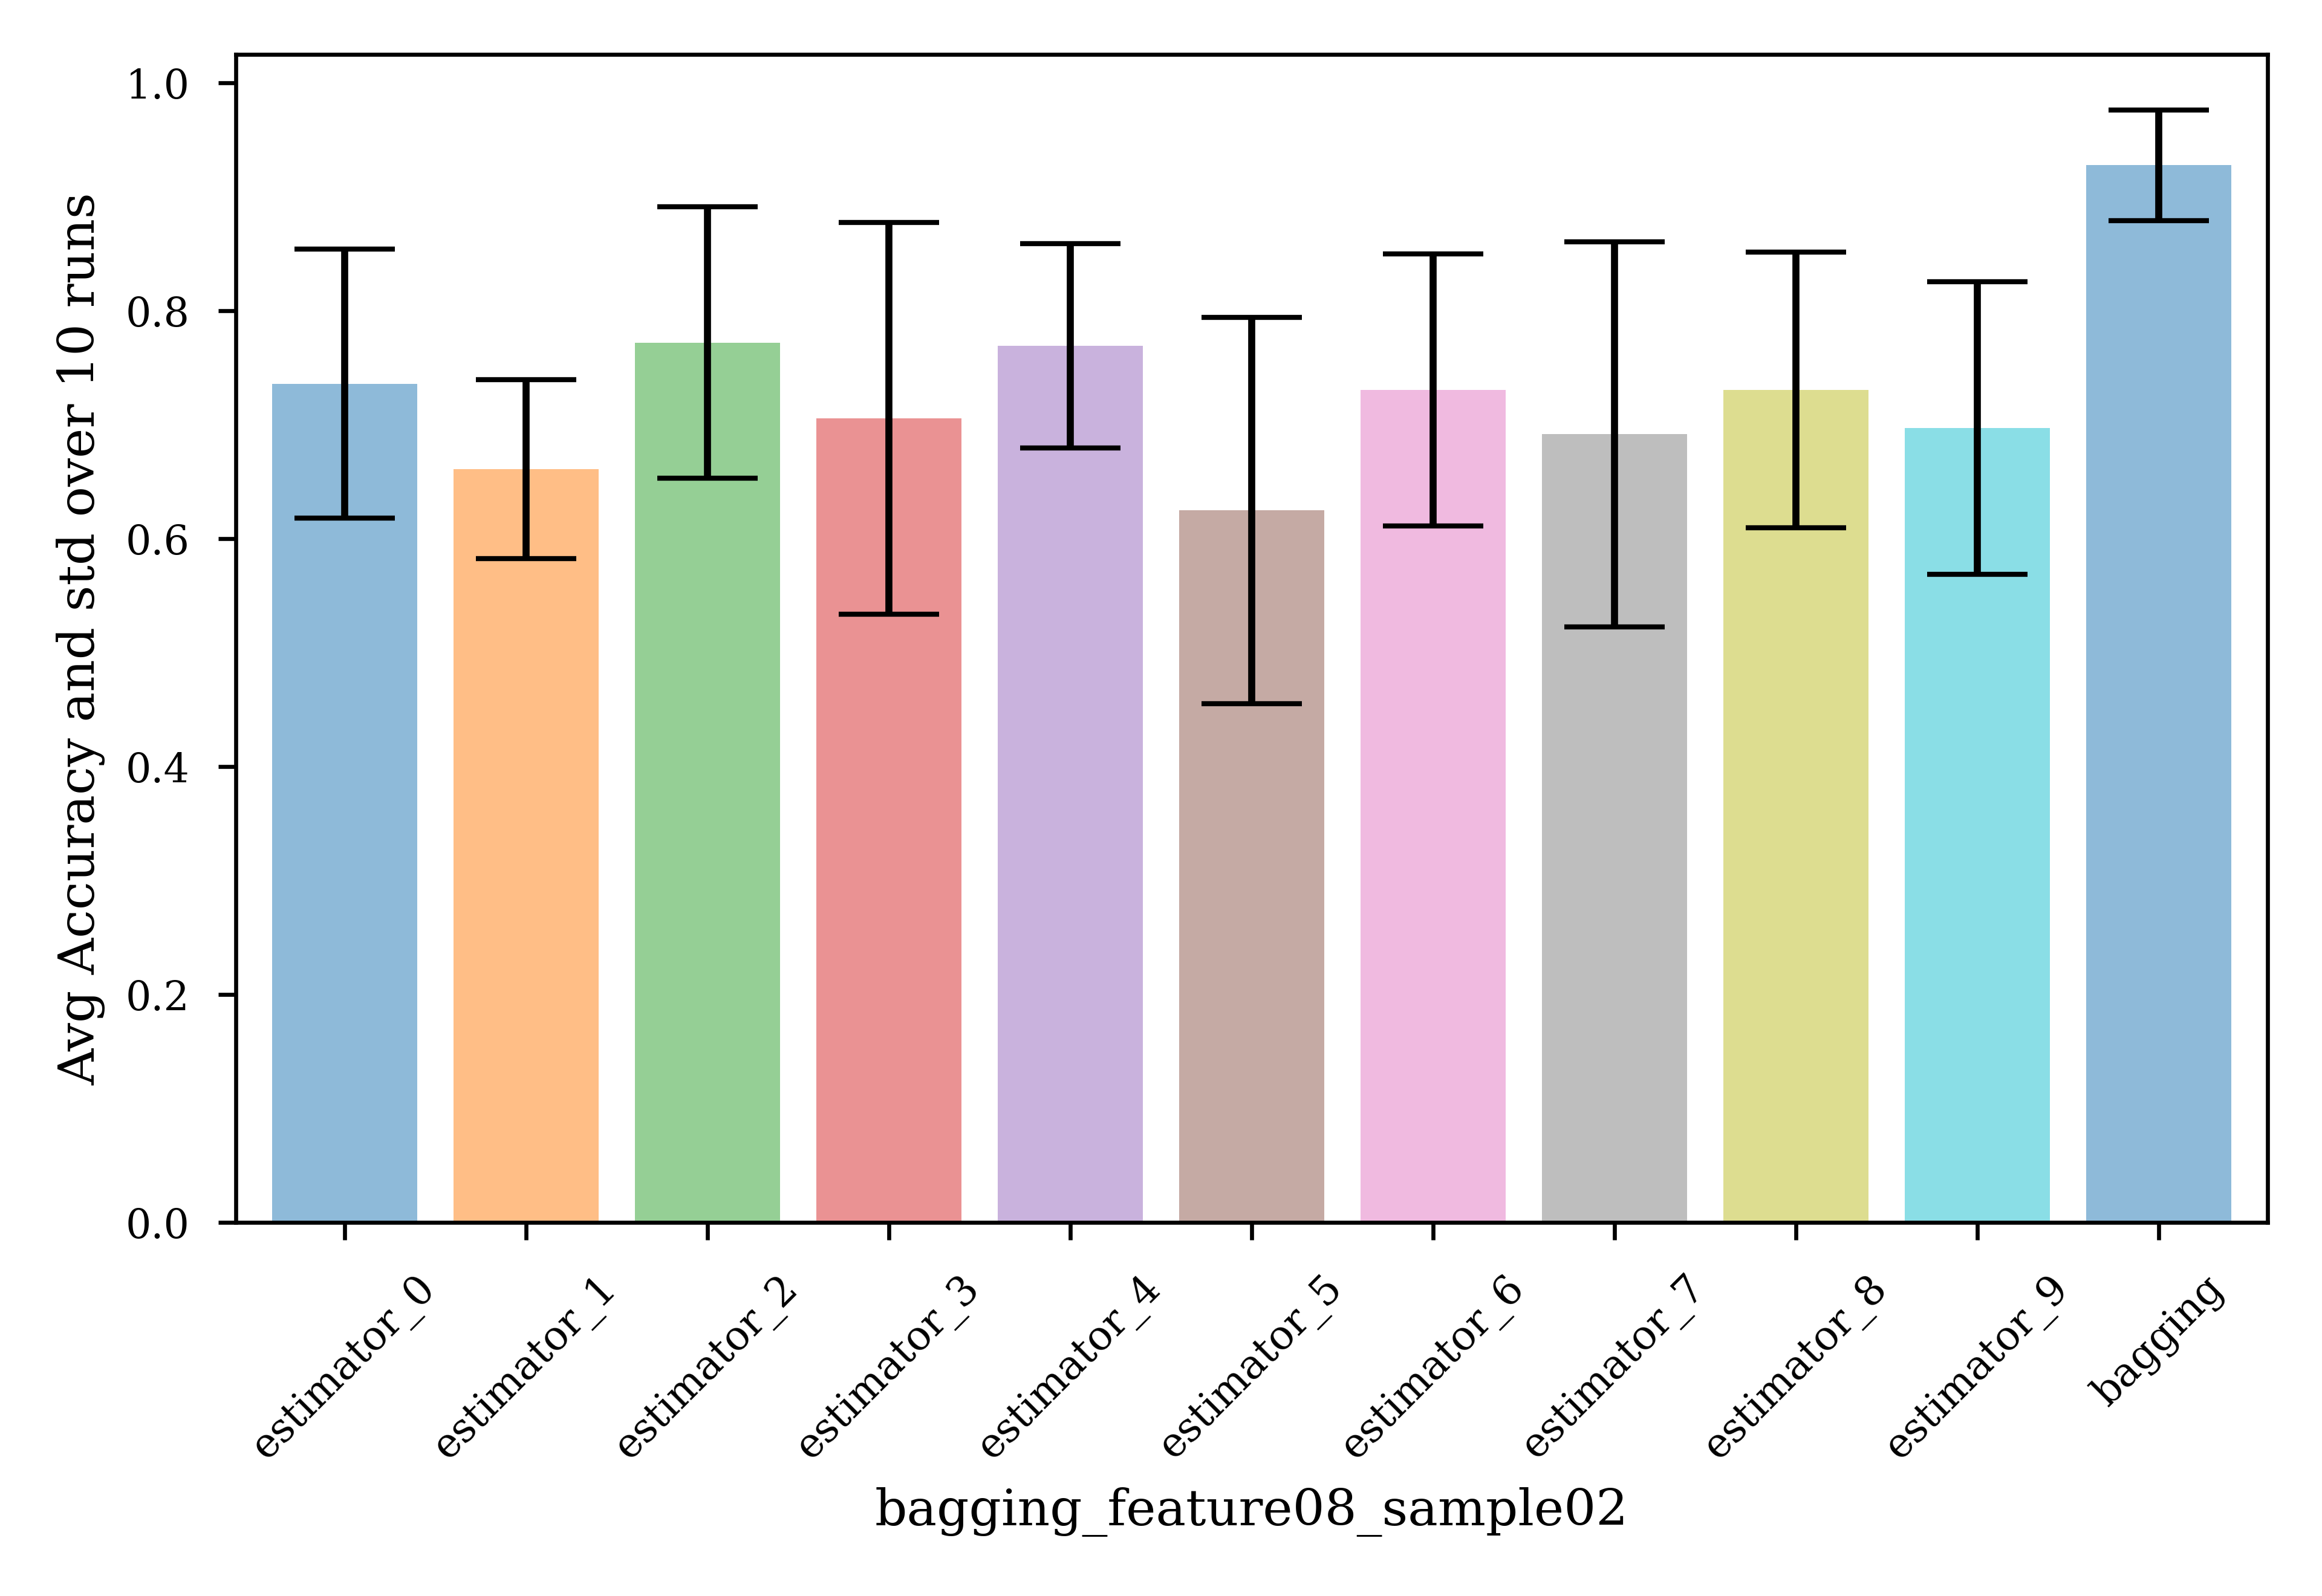 Avg Accuracy and std over 10 runs
1.0
0.8
0.6
0.4
0.2
0.0
estimator_0
estimator_1
estimator_2
estimator_3
estimator_4
estimator_5
estimator_6
estimator_7
estimator_8
estimator_9
bagging
bagging_feature08_sample02